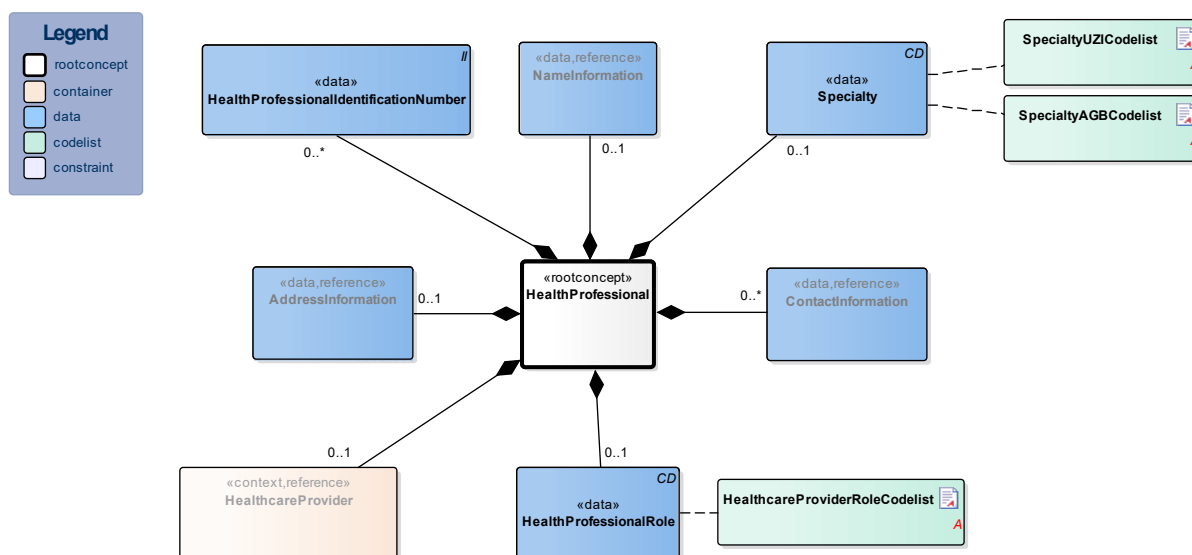 Legend
rootconcept
container
data
codelist
constraint
II
«data»
HealthProfessionalIdentificationNumber
0..*
«data,reference»
NameInformation
0..1
CD
«data»
Specialty
0..1
SpecialtyUZICodelist
SpecialtyAGBCodelist
«data,reference»
AddressInformation
0..1
«rootconcept»
HealthProfessional
0..*
«data,reference»
ContactInformation
0..1
«context,reference»
HealthcareProvider
0..1
CD
«data»
HealthProfessionalRole
HealthcareProviderRoleCodelist
A